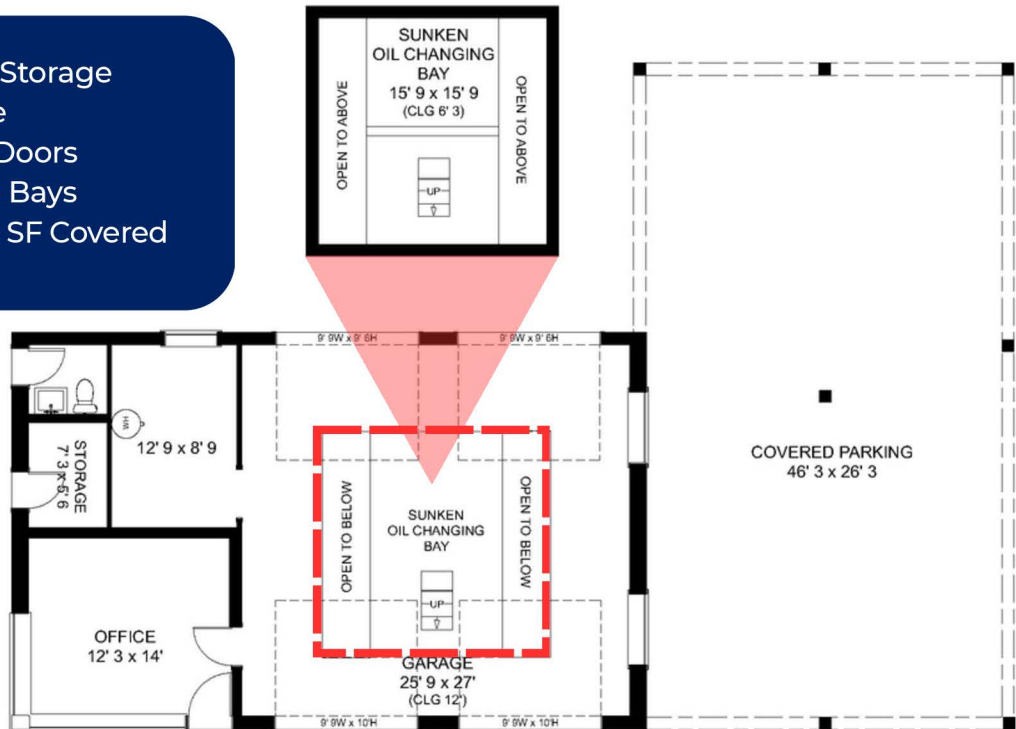 Storage
e
Doors
Bays
SF Covered
SUNKEN
OIL CHANGING
BAY
15' 9 x 15' 9
(CLG 6' 3)
OPEN TO ABOVE
OPEN TO ABOVE
UP
9' 9W x 9' 6H
9' 9W x 9' 6H
HW
12' 9 x 8' 9
STORAGE
7' 3 x 5' 6
OPEN TO BELOW
SUNKEN
OIL CHANGING
BAY
OPEN TO BELOW
UP
COVERED PARKING
46' 3 x 26' 3
OFFICE
12' 3 x 14'
GARAGE
25' 9 x 27'
(CLG 12')
9' 9W x 10'H
9' 9W x 10'H